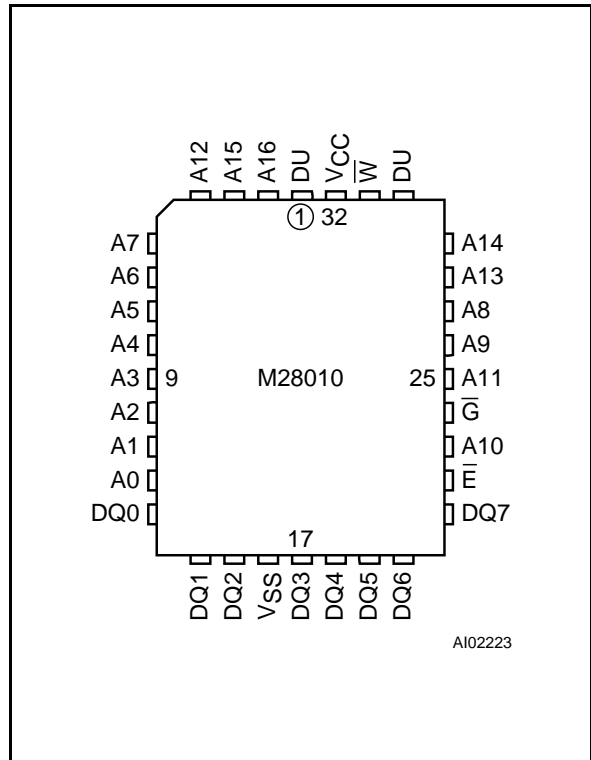 A12 A15 A16 DU VCC W̅ DU
1 32
A7 A14
A6 A13
A5 A8
A4 A9
A3 9 M28010 25 A11
A2 G̅
A1 A10
A0 E̅
DQ0 DQ7
17
DQ1 DQ2 VSS DQ3 DQ4 DQ5 DQ6
AI02223